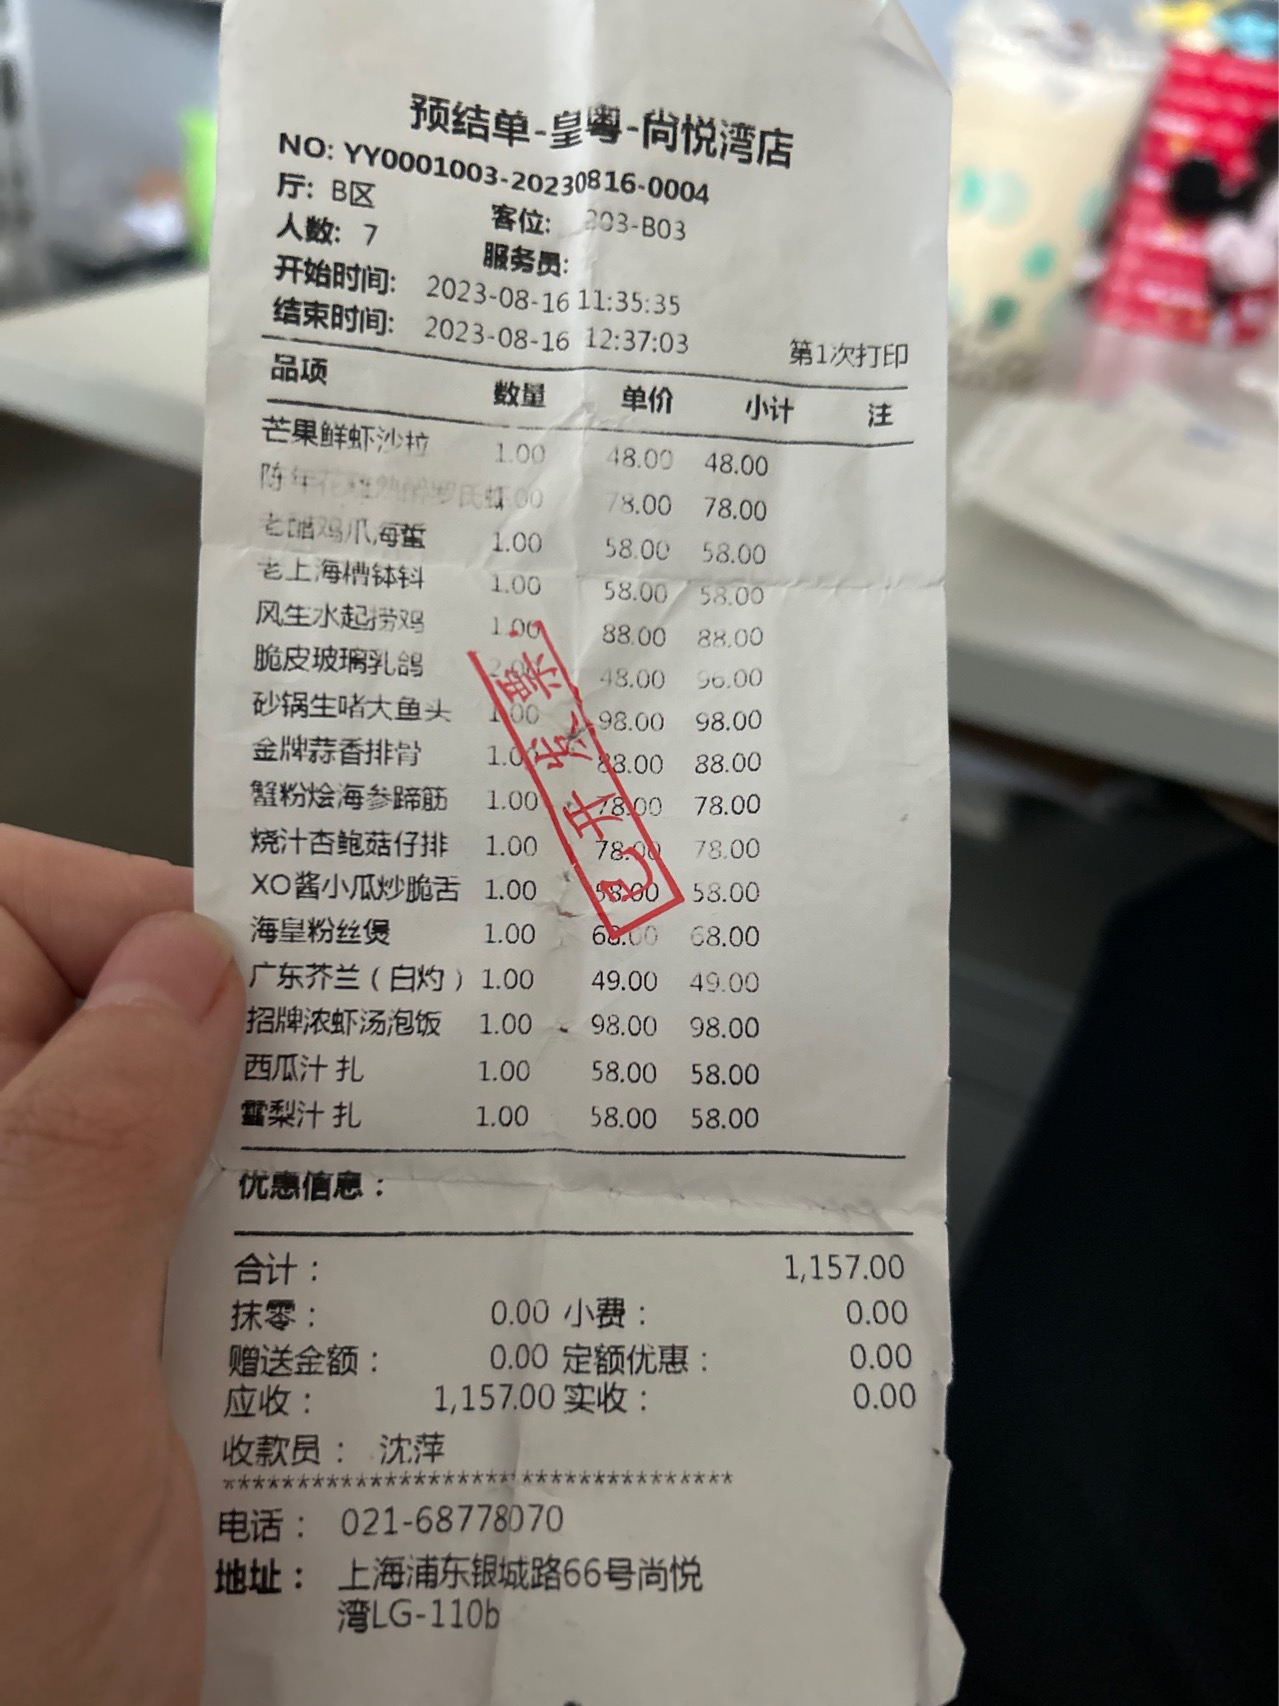 预结单-皇粤-尚悦湾店
NO: YY0001003-20230816-0004
厅: B区 客位: 203-B03
人数: 7 服务员:
开始时间: 2023-08-16 11:35:35
结束时间: 2023-08-16 12:37:03 第1次打印
品项 数量 单价 小计 注
芒果鲜虾沙拉 1.00 48.00 48.00
陈年花雕 罗氏虾 1.00 78.00 78.00
老醋鸡爪海蜇 1.00 58.00 58.00
老上海槽钵钭 1.00 58.00 58.00
风生水起捞鸡 1.00 88.00 88.00
脆皮玻璃乳鸽 2.00 48.00 96.00
砂锅生啫大鱼头 1.00 98.00 98.00
金牌蒜香排骨 1.00 88.00 88.00
蟹粉烩海参蹄筋 1.00 78.00 78.00
烧汁杏鲍菇仔排 1.00 78.00 78.00
XO酱小瓜炒脆舌 1.00 58.00 58.00
海皇粉丝煲 1.00 68.00 68.00
广东芥兰（白灼） 1.00 49.00 49.00
招牌浓虾汤泡饭 1.00 98.00 98.00
西瓜汁 扎 1.00 58.00 58.00
雪梨汁 扎 1.00 58.00 58.00
已开发票
优惠信息：
合计： 1,157.00
抹零： 0.00 小费： 0.00
赠送金额： 0.00 定额优惠： 0.00
应收： 1,157.00 实收： 0.00
收款员： 沈萍
***********************************
电话： 021-68778070
地址： 上海浦东银城路66号尚悦
湾LG-110b